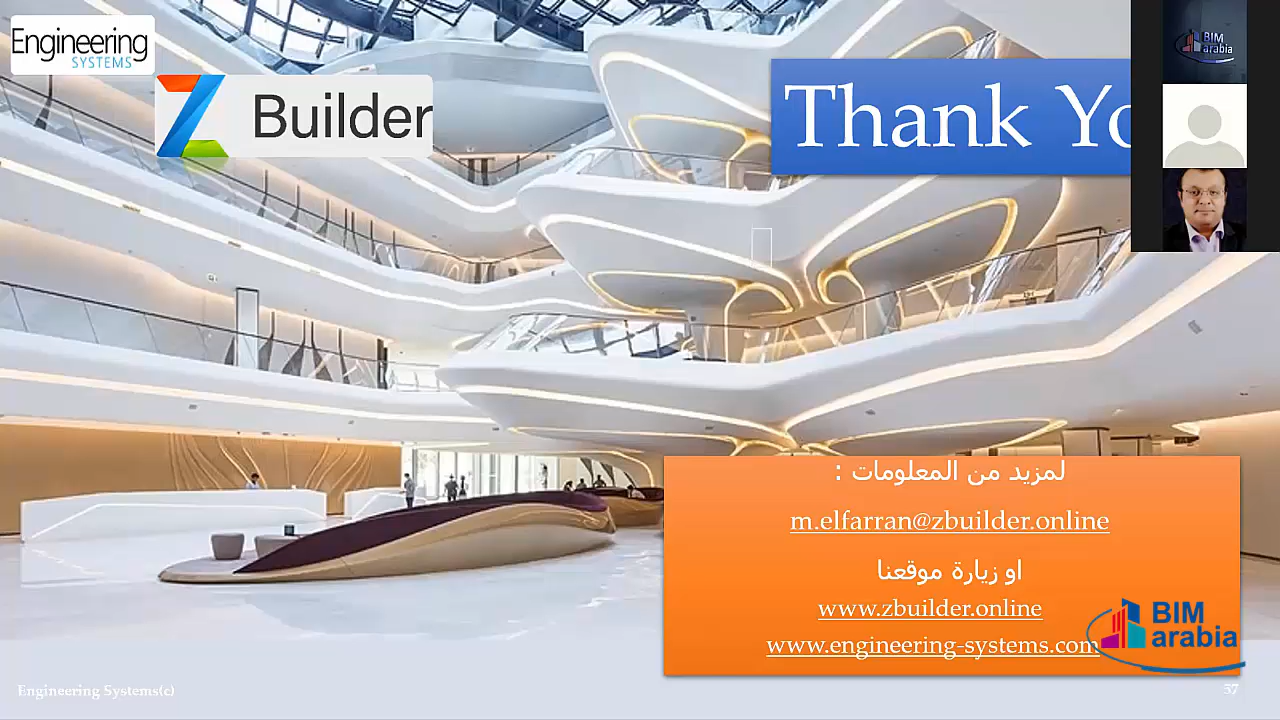 Engineering
SYSTEMS
Z Builder
Thank Yo
BIM
arabia
لمزيد من المعلومات :
m.elfarran@zbuilder.online
او زيارة موقعنا
www.zbuilder.online
www.engineering-systems.com
BIM
arabia
Engineering Systems(c)
37